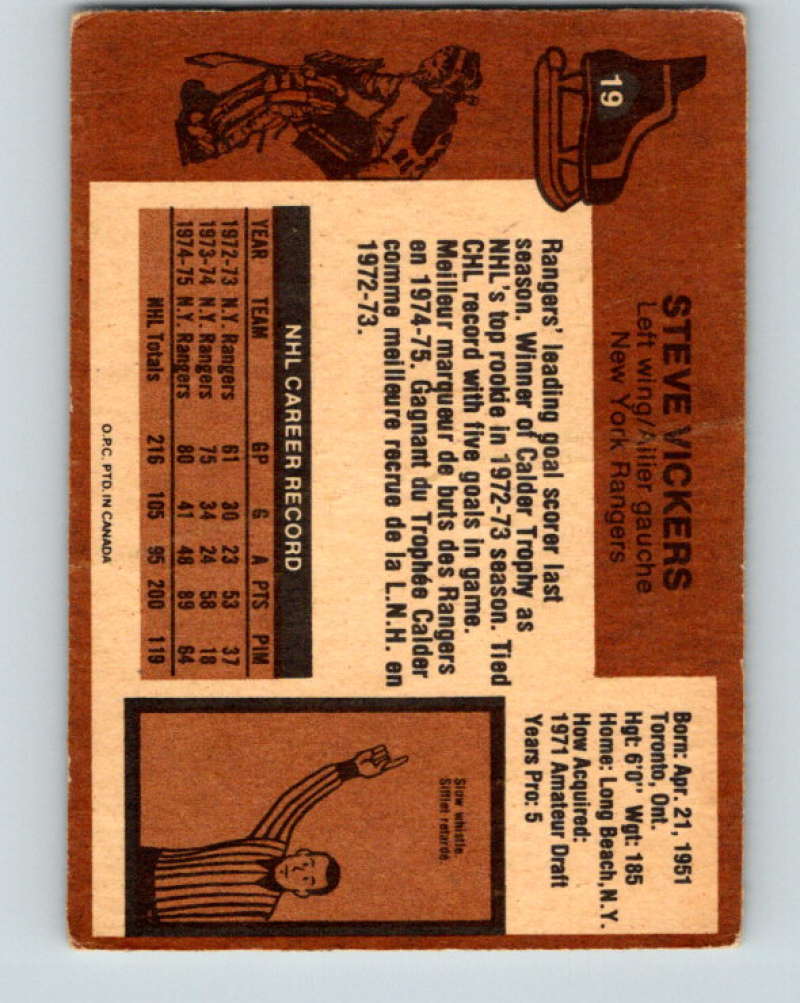 19
STEVE VICKERS
Left wing/Ailier gauche
New York Rangers
Born: Apr. 21, 1951
Toronto, Ont.
Hgt: 6'0" Wgt: 185
Home: Long Beach, N.Y.
How Acquired:
1971 Amateur Draft
Years Pro: 5
Rangers' leading goal scorer last
season. Winner of Calder Trophy as
NHL's top rookie in 1972-73 season. Tied
CHL record with five goals in game.
Meilleur marqueur de buts des Rangers
en 1974-75. Gagnant du Trophée Calder
comme meilleure recrue de la L.N.H. en
1972-73.
NHL CAREER RECORD
YEAR TEAM GP G A PTS PIM
1972-73 N.Y. Rangers 61 30 23 53 37
1973-74 N.Y. Rangers 75 34 24 58 18
1974-75 N.Y. Rangers 80 41 48 89 64
NHL Totals 216 105 95 200 119
Slow whistle.
Sifflet retardé.
O.P.C. PTD. IN CANADA